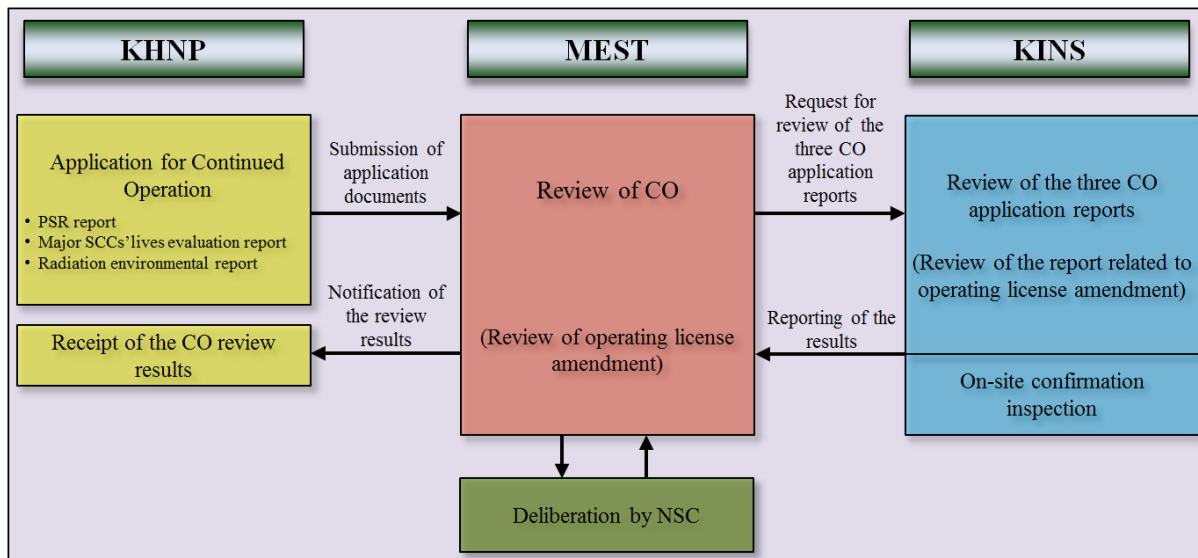 KHNP
MEST
KINS
Application for Continued
Operation
• PSR report
• Major SCCs'lives evaluation report
• Radiation environmental report
Submission of
application
documents
Review of CO
(Review of operating license
amendment)
Request for
review of the
three CO
application
reports
Review of the three CO
application reports
(Review of the report related to
operating license amendment)
On-site confirmation
inspection
Reporting of the
results
Notification of
the review
results
Receipt of the CO review
results
Deliberation by NSC